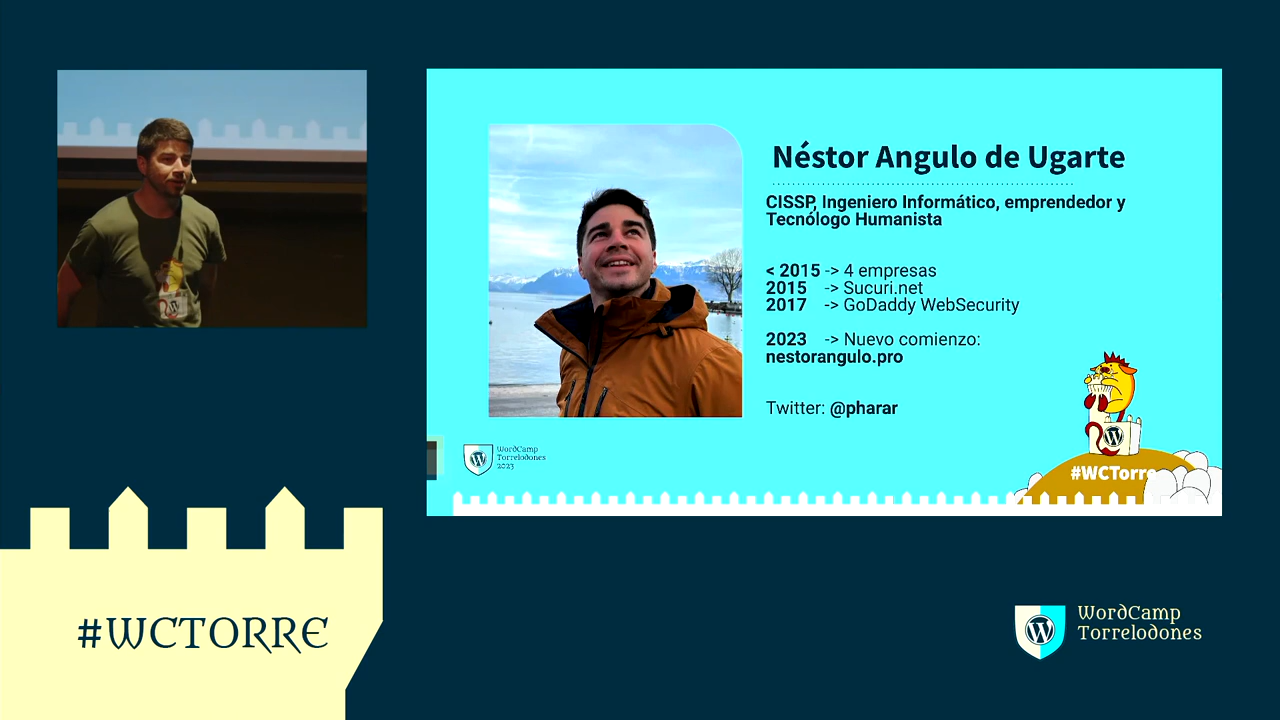 Néstor Angulo de Ugarte
CISSP, Ingeniero Informático, emprendedor y
Tecnólogo Humanista
< 2015 -> 4 empresas
2015 -> Sucuri.net
2017 -> GoDaddy WebSecurity
2023 -> Nuevo comienzo:
nestorangulo.pro
Twitter: @pharar
WordCamp
Torrelodones
2023
#WCTorre
#WCTORRE
WordCamp
Torrelodones